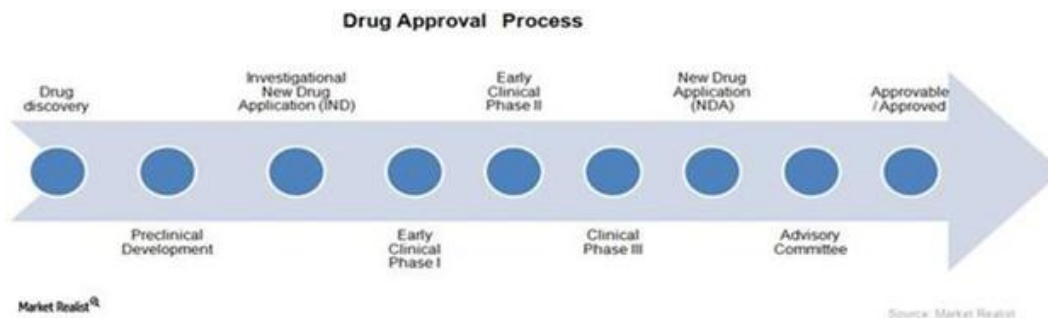 Drug Approval Process
Drug
discovery
Preclinical
Development
Investigational
New Drug
Application (IND)
Early
Clinical
Phase I
Early
Clinical
Phase II
Clinical
Phase III
New Drug
Application
(NDA)
Advisory
Committee
Approvable
/ Approved
Market Realist
Source: Market Realist